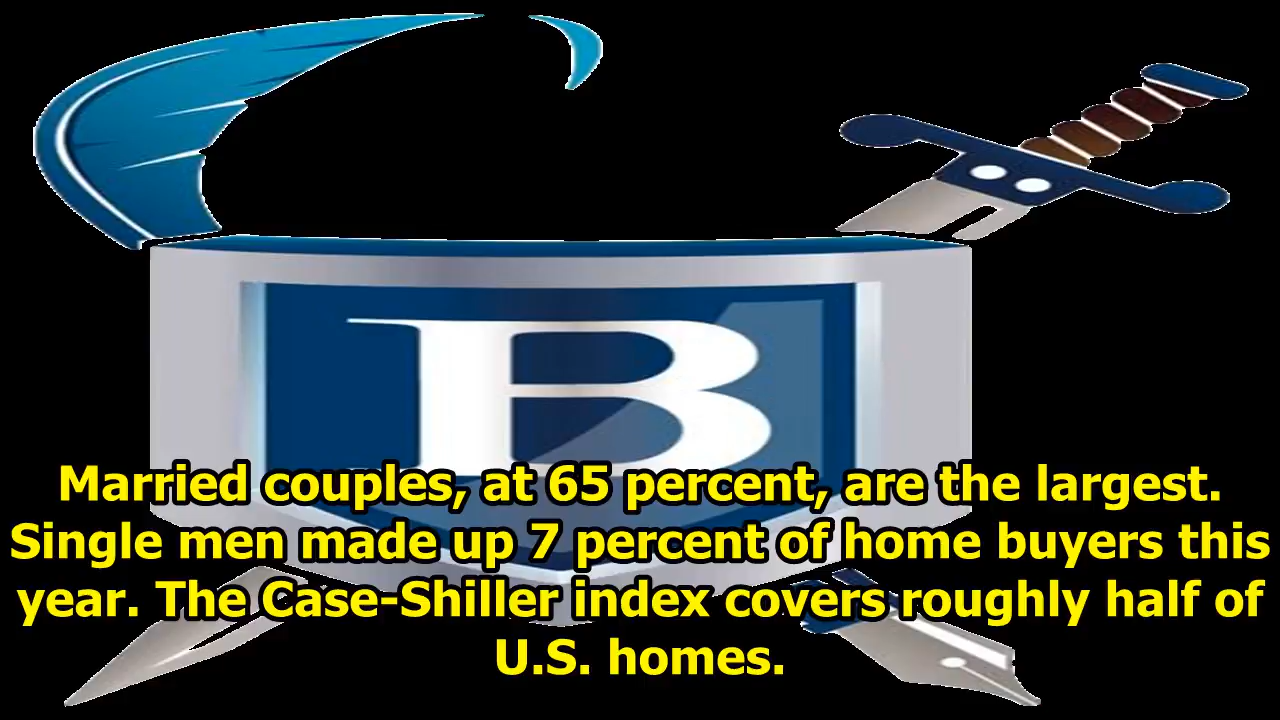 B
Married couples, at 65 percent, are the largest.
Single men made up 7 percent of home buyers this
year. The Case-Shiller index covers roughly half of
U.S. homes.